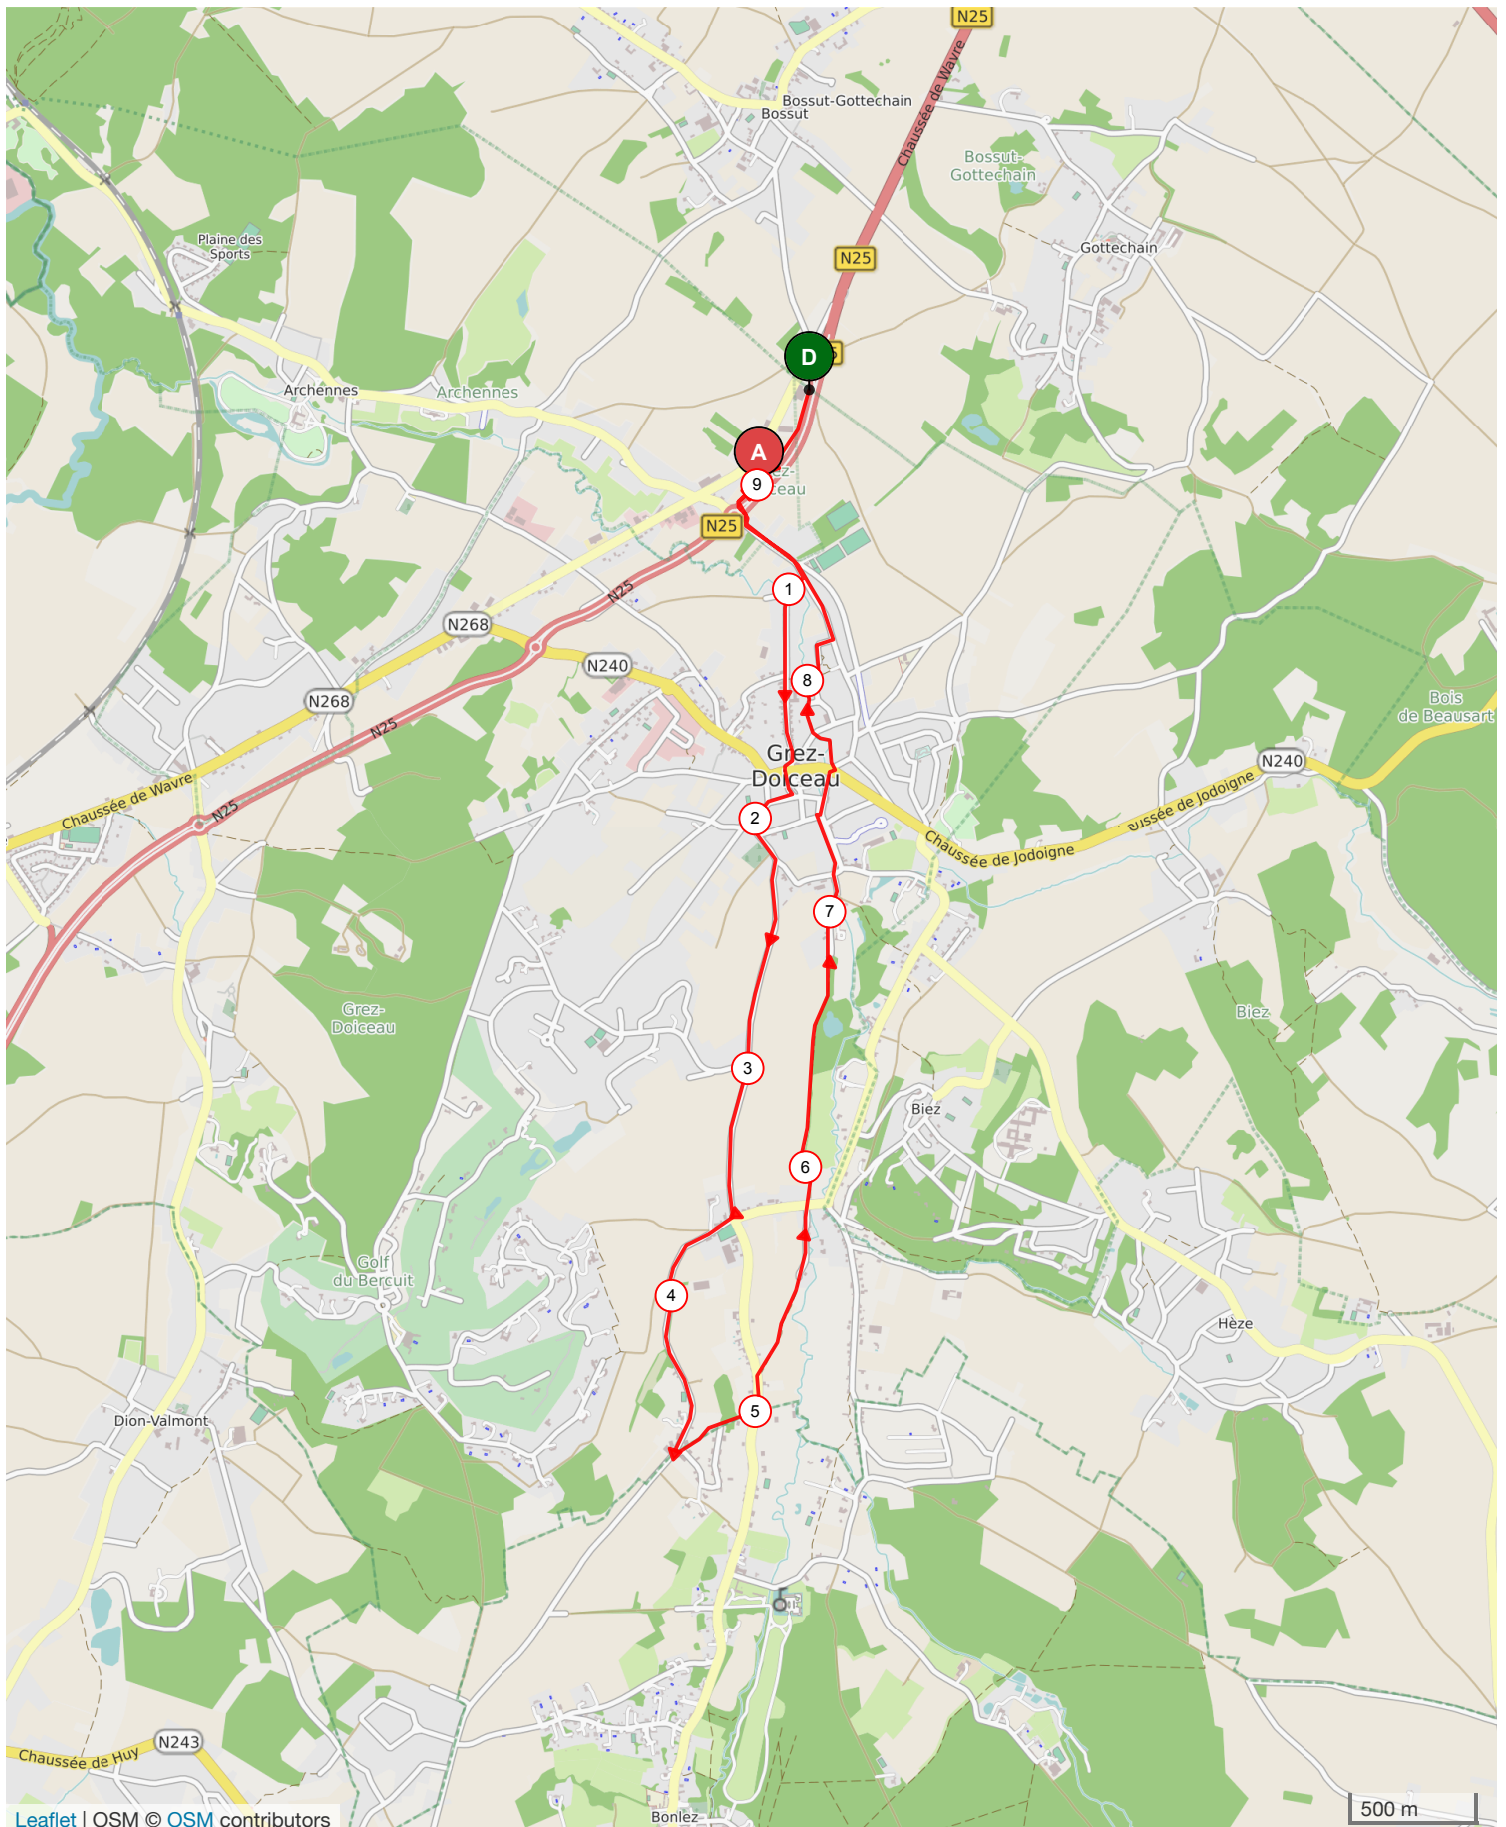 N25
Chaussée de Wavre
Bossut-Gottechain
Bossut
Bossut-
Gottechain
Plaine des
Sports
Gottechain
N25
D
Archennes
Archennes
A
9
N25
1
N25
N268
N240
8
N268
N25
Bois
de Beausart
Grez-
Doiceau
N240
Chaussée de Wavre
N25
2
Chaussée de Jodoigne
ussée de Jodoigne
7
Grez-
Doiceau
Biez
3
Biez
6
Golf
du Bercuit
4
Hèze
5
Dion-Valmont
N243
Chaussée de Huy
Bonlez
500 m
Leaflet | OSM © OSM contributors